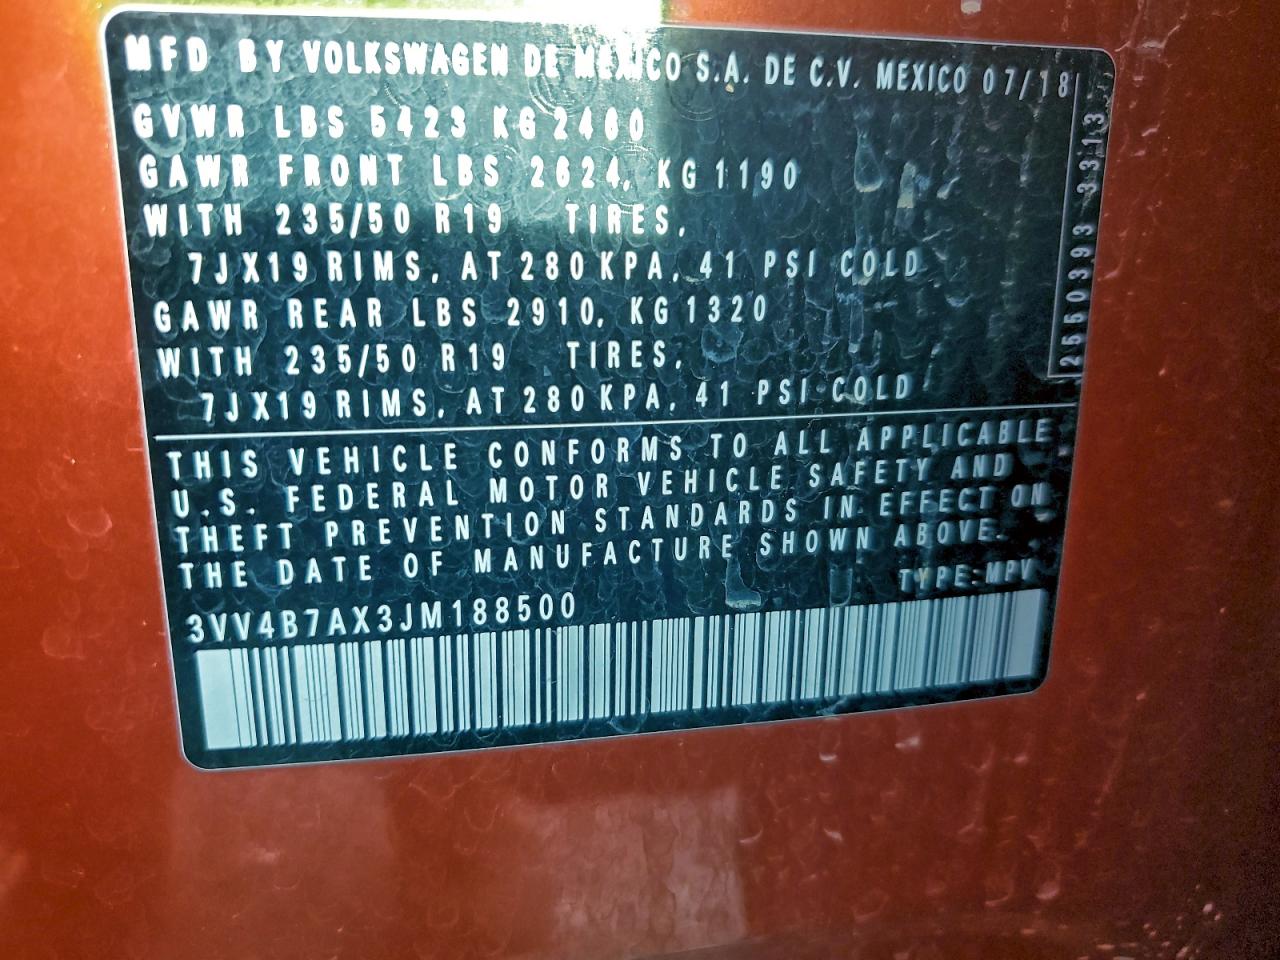 MFD BY VOLKSWAGEN DE MEXICO S.A. DE C.V. MEXICO 07/18
GVWR LBS 5423 KG 2460
GAWR FRONT LBS 2624, KG 1190
WITH 235/50 R19 TIRES,
7JX19 RIMS, AT 280 KPA, 41 PSI COLD
GAWR REAR LBS 2910, KG 1320
WITH 235/50 R19 TIRES,
7JX19 RIMS, AT 280 KPA, 41 PSI COLD
2550393 3313
THIS VEHICLE CONFORMS TO ALL APPLICABLE
U.S. FEDERAL MOTOR VEHICLE SAFETY AND
THEFT PREVENTION STANDARDS IN EFFECT ON
THE DATE OF MANUFACTURE SHOWN ABOVE.
TYPE:MPV
3VV4B7AX3JM188500